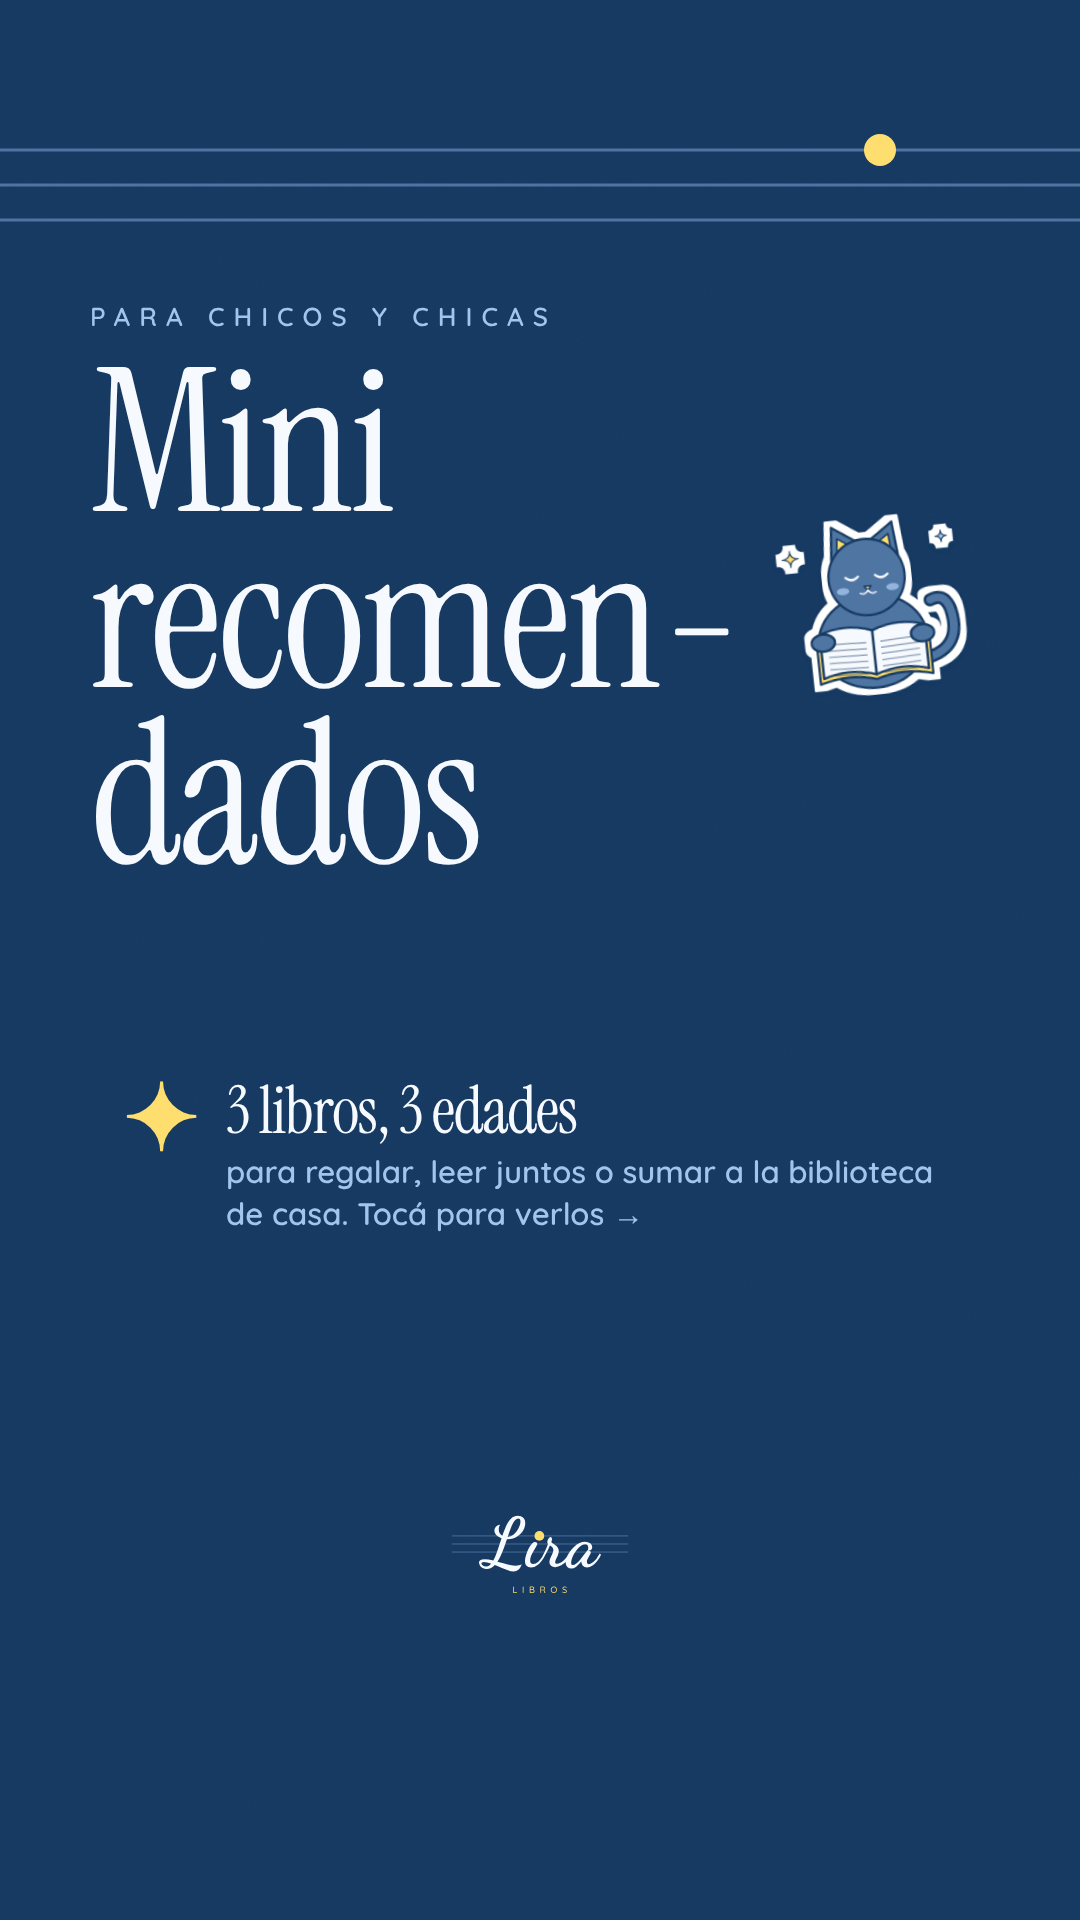 PARA CHICOS Y CHICAS
Mini
recomen-
dados
3 libros, 3 edades
para regalar, leer juntos o sumar a la biblioteca
de casa. Tocá para verlos →
Lira
LIBROS